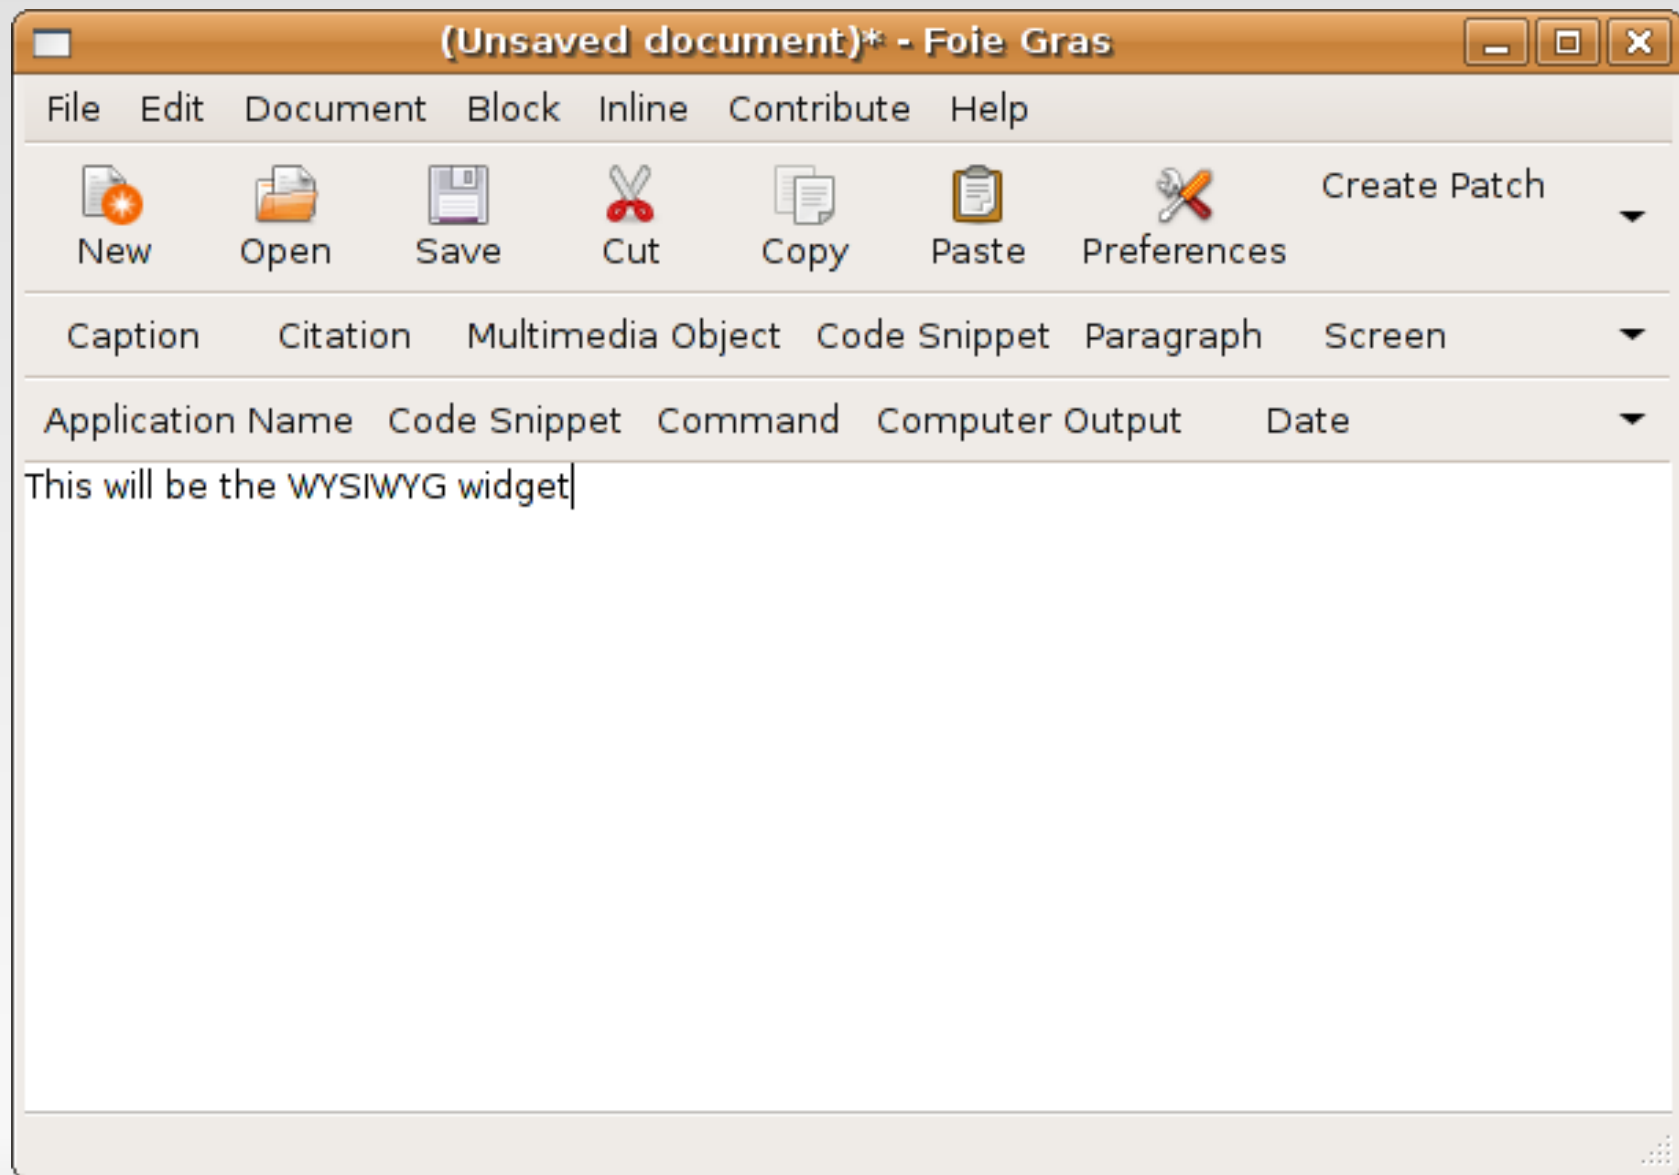 (Unsaved document)* - Foie Gras
File Edit Document Block Inline Contribute Help
New Open Save Cut Copy Paste Preferences Create Patch
Caption Citation Multimedia Object Code Snippet Paragraph Screen
Application Name Code Snippet Command Computer Output Date
This will be the WYSIWYG widget